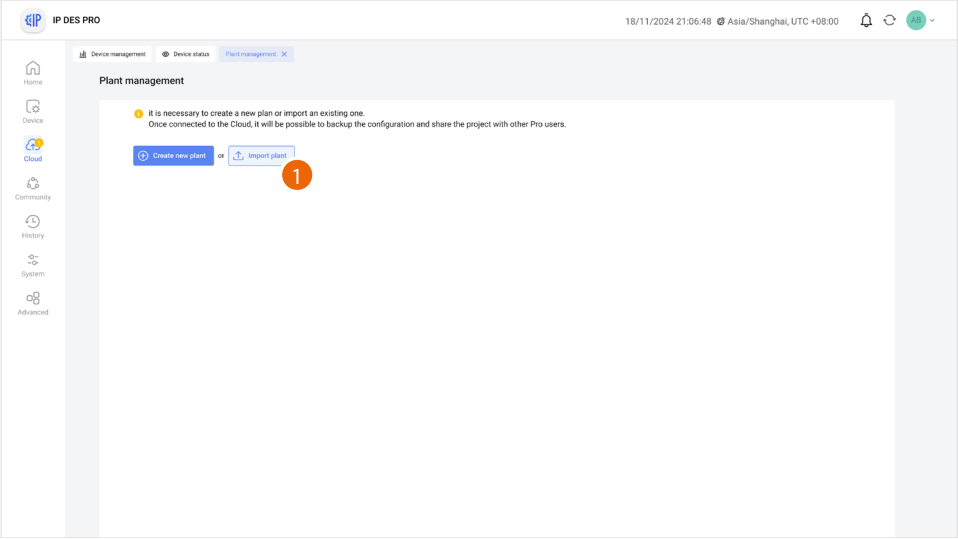 IP DES PRO
18/11/2024 21:06:48 Asia/Shanghai, UTC +08:00
AB
Device management
Device status
Plant management
Home
Device
Cloud
Community
History
System
Advanced
Plant management
it is necessary to create a new plan or import an existing one.
Once connected to the Cloud, it will be possible to backup the configuration and share the project with other Pro users.
Create new plant or Import plant
1